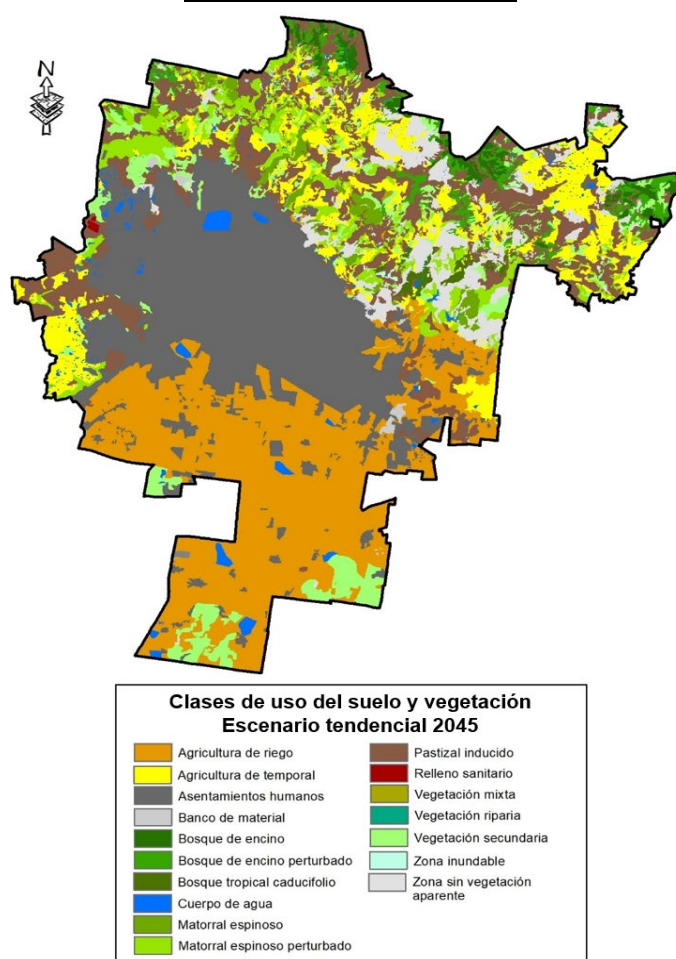 N
Clases de uso del suelo y vegetación
Escenario tendencial 2045
Agricultura de riego
Agricultura de temporal
Asentamientos humanos
Banco de material
Bosque de encino
Bosque de encino perturbado
Bosque tropical caducifolio
Cuerpo de agua
Matorral espinoso
Matorral espinoso perturbado
Pastizal inducido
Relleno sanitario
Vegetación mixta
Vegetación riparia
Vegetación secundaria
Zona inundable
Zona sin vegetación
aparente